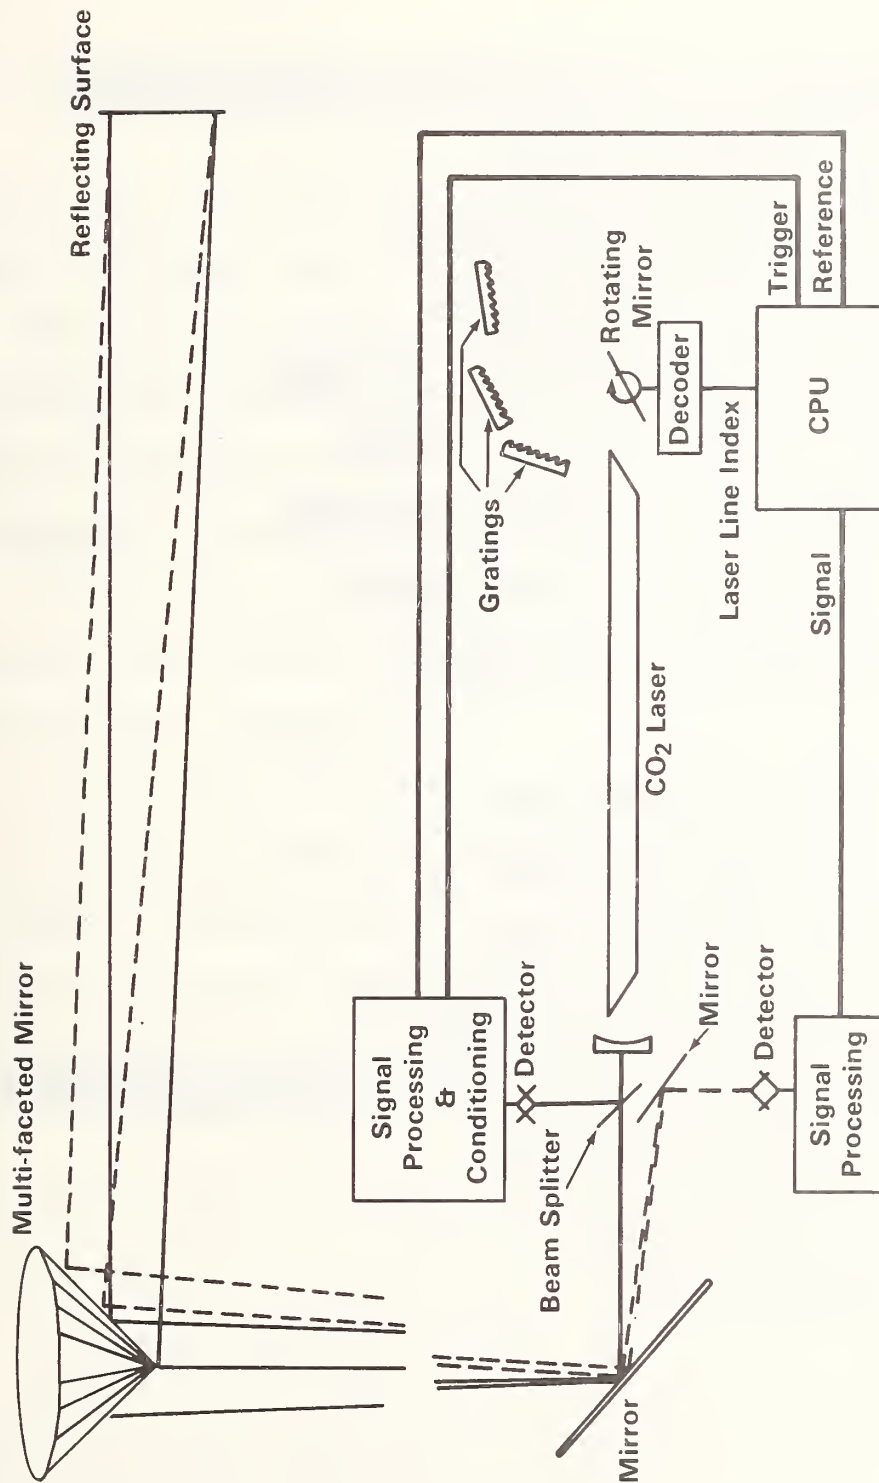 Multi-faceted Mirror
Reflecting Surface
Signal
Processing
&
Conditioning
Detector
Gratings
Rotating
Mirror
Trigger
Reference
Beam Splitter
CO₂ Laser
Decoder
Mirror
Mirror
Laser Line Index
Detector
Signal
CPU
Signal
Processing